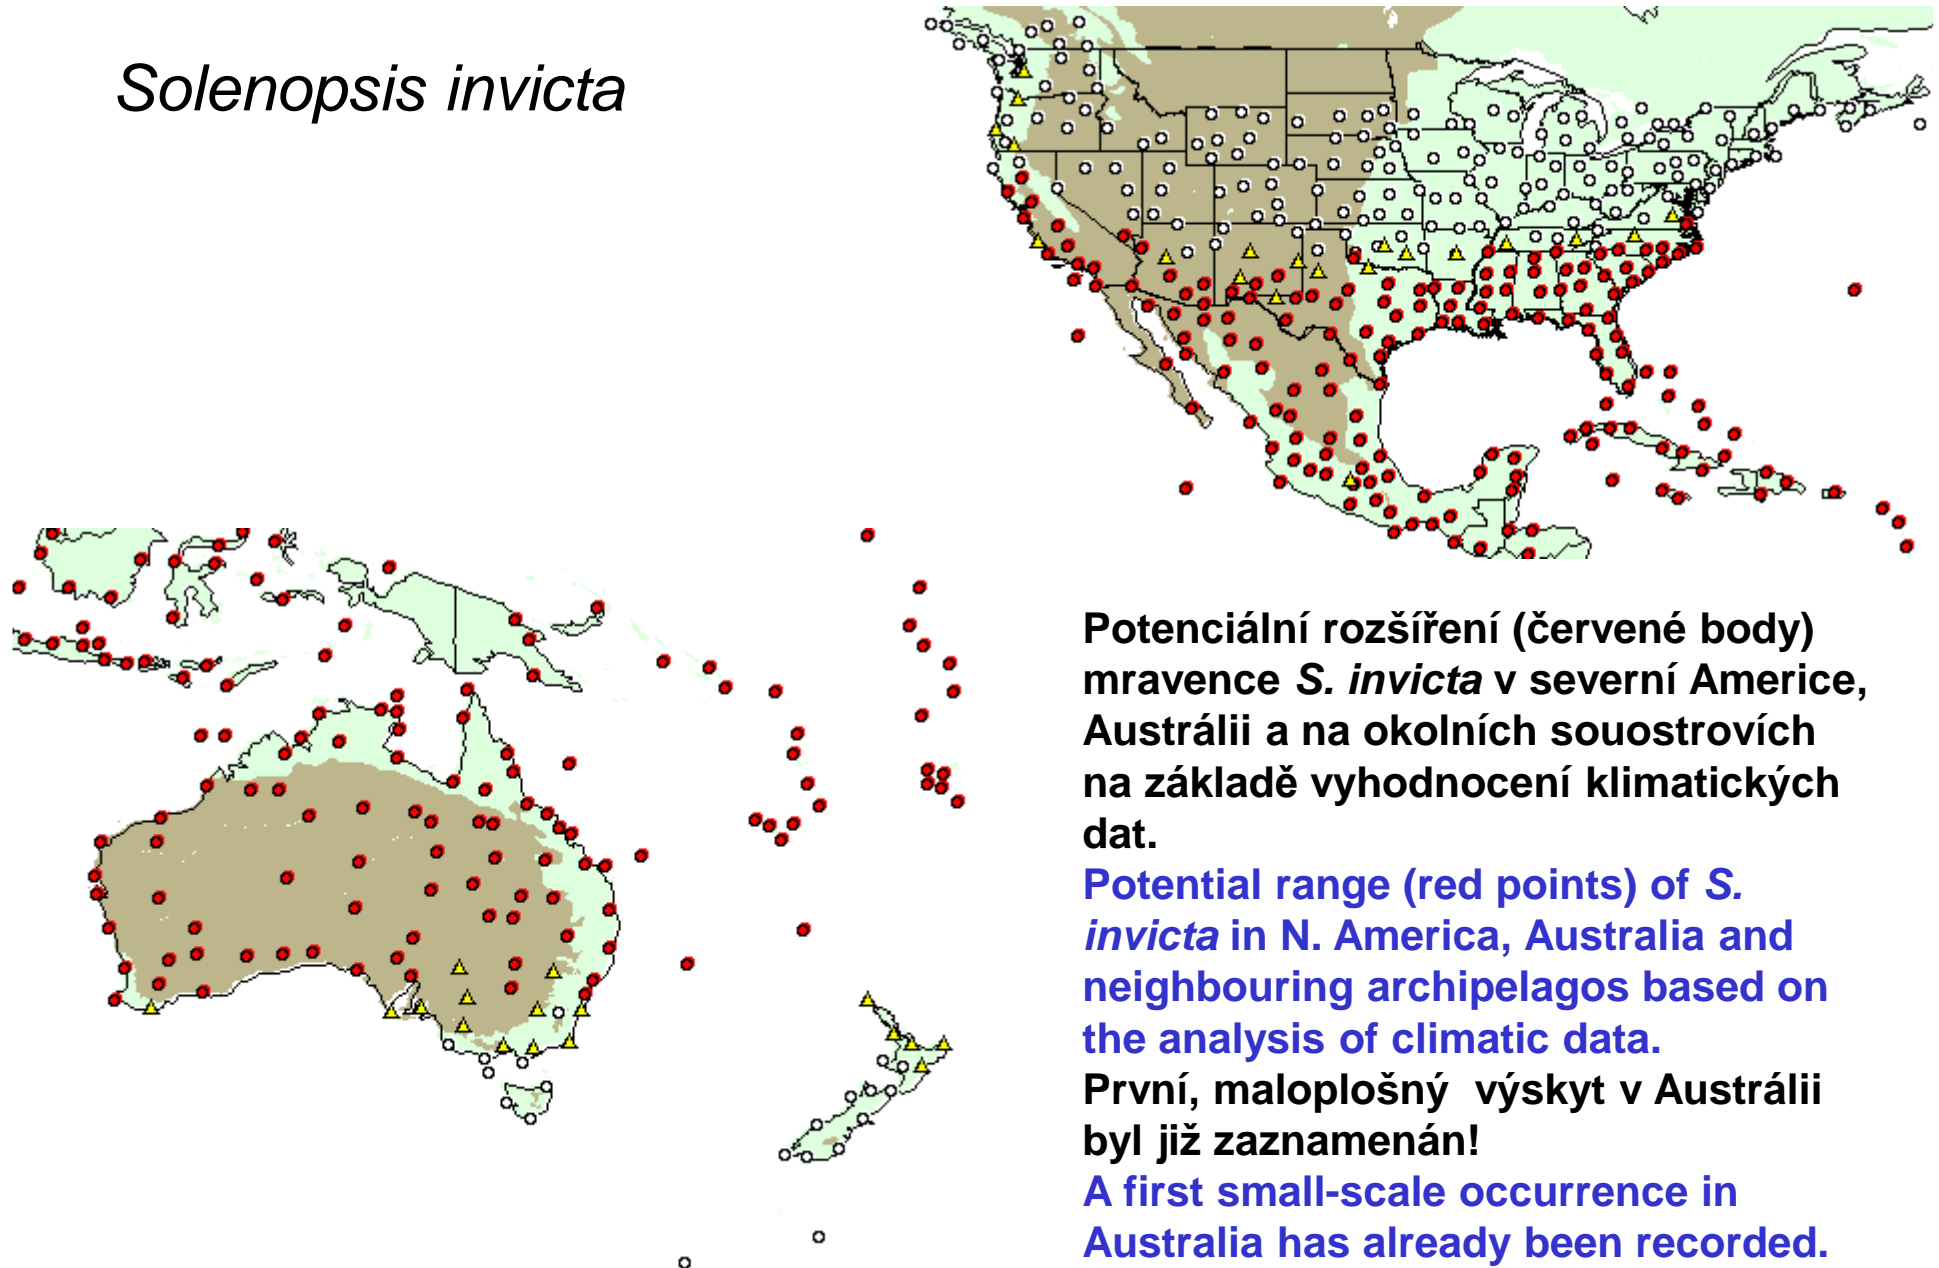 Solenopsis invicta
Potenciální rozšíření (červené body)
mravence S. invicta v severní Americe,
Austrálii a na okolních souostrovích
na základě vyhodnocení klimatických
dat.
Potential range (red points) of S.
invicta in N. America, Australia and
neighbouring archipelagos based on
the analysis of climatic data.
První, maloplošný  výskyt v Austrálii
byl již zaznamenán!
A first small-scale occurrence in
Australia has already been recorded.